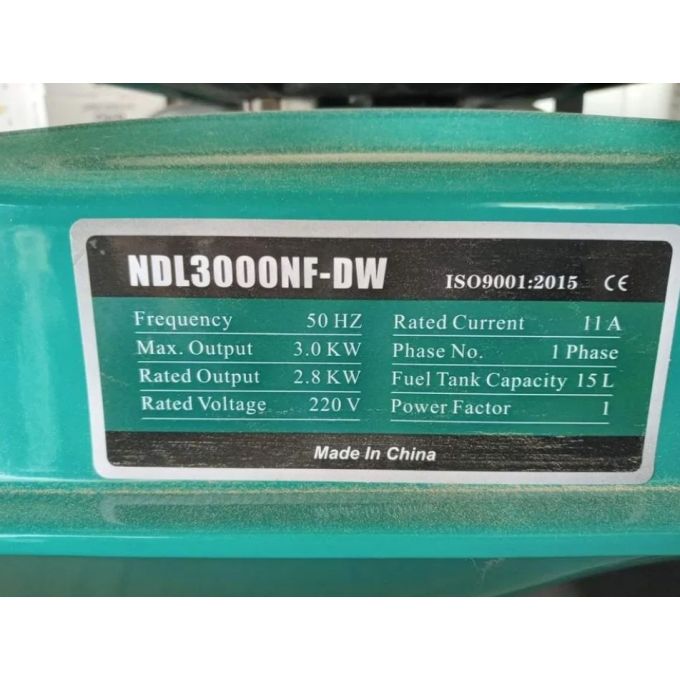 NDL3000NF-DW ISO9001:2015 CE
Frequency 50 HZ Rated Current 11 A
Max. Output 3.0 KW Phase No. 1 Phase
Rated Output 2.8 KW Fuel Tank Capacity 15 L
Rated Voltage 220 V Power Factor 1
Made In China